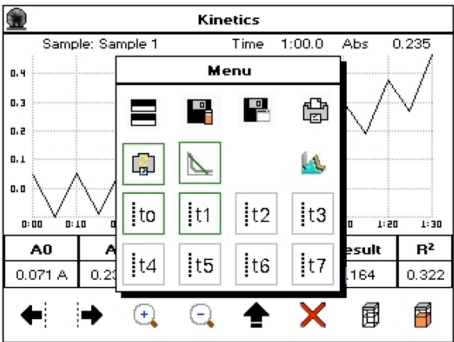 Kinetics
Sample: Sample 1 Time 1:00.0 Abs 0.235
Menu
0.4
0.3
0.2
0.1
0.0
t0 t1 t2 t3
0:00 0:10 1:20 1:30
A0 R²
t4 t5 t6 t7
0.071 A 0.322